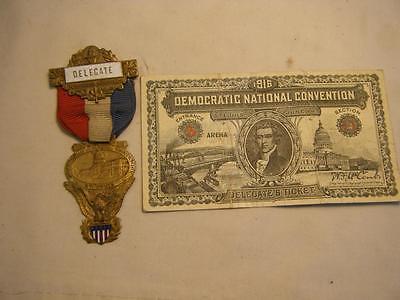 DELEGATE
1916
DEMOCRATIC NATIONAL CONVENTION
ENTRANCE
SECTION
ARENA
DELEGATE'S TICKET